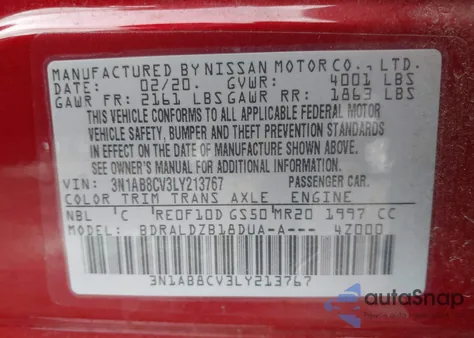 MANUFACTURED BY NISSAN MOTOR CO., LTD.
DATE: 02/20. GVWR: 4001 LBS
GAWR FR: 2161 LBS GAWR RR: 1863 LBS
THIS VEHICLE CONFORMS TO ALL APPLICABLE FEDERAL MOTOR
VEHICLE SAFETY, BUMPER AND THEFT PREVENTION STANDARDS
IN EFFECT ON THE DATE OF MANUFACTURE SHOWN ABOVE.
SEE OWNER'S MANUAL FOR ADDITIONAL INFORMATION
VIN: 3N1AB8CV3LY213767 PASSENGER CAR.
COLOR TRIM TRANS AXLE ENGINE
NBL C RE0F10D GS50 MR20 1997 CC
MODEL: BDRALDZB18DUA-A--- 4Z000
3N1AB8CV3LY213767
autoSnap